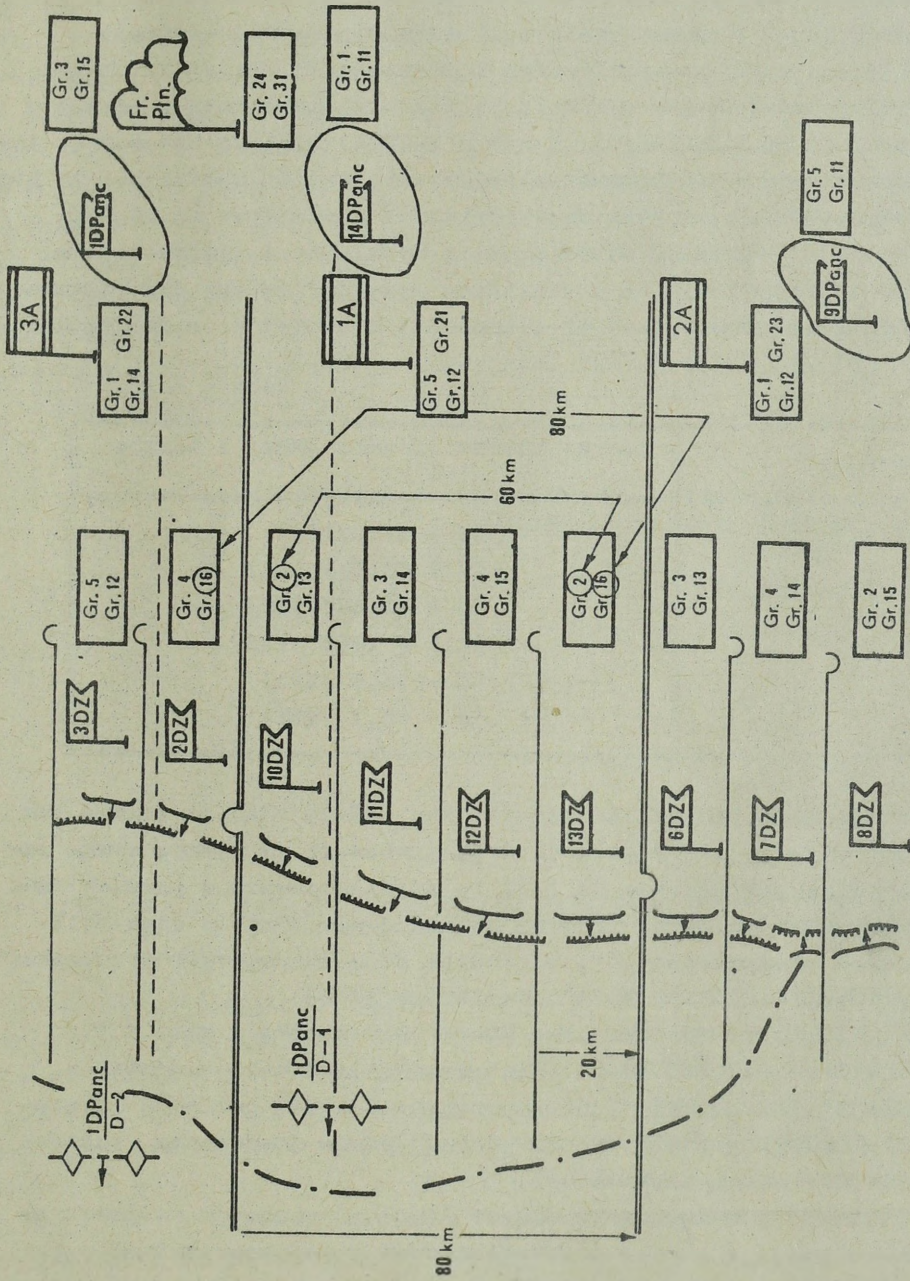 3A
Gr. 1 Gr. 22
Gr. 14
1DPanc
Gr. 3
Gr. 15
Fr.
Pln.
Gr. 24
Gr. 31
1A
Gr. 5 Gr. 21
Gr. 12
14DPanc
Gr. 1
Gr. 11
2A
Gr. 1 Gr. 23
Gr. 12
9DPanc
Gr. 5
Gr. 11
80 km
60 km
Gr. 5
Gr. 12
Gr. 4
Gr. 16
Gr. 2
Gr. 13
Gr. 3
Gr. 14
Gr. 4
Gr. 15
Gr. 2
Gr. 16
Gr. 3
Gr. 13
Gr. 4
Gr. 14
Gr. 2
Gr. 15
3DZ
2DZ
10DZ
11DZ
12DZ
13DZ
6DZ
7DZ
8DZ
1DPanc
D-2
1DPanc
D-4
20 km
80 km